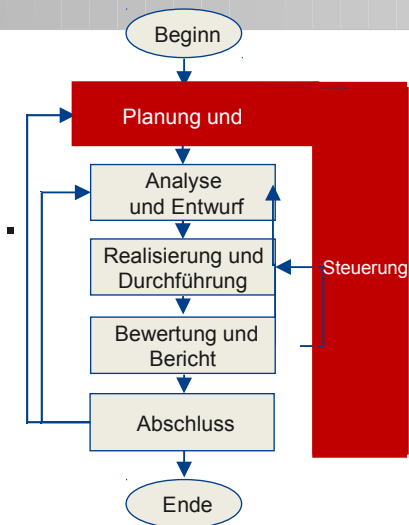 Beginn
Planung und
Analyse
und Entwurf
Realisierung und
Durchführung
Steuerung
Bewertung und
Bericht
Abschluss
Ende